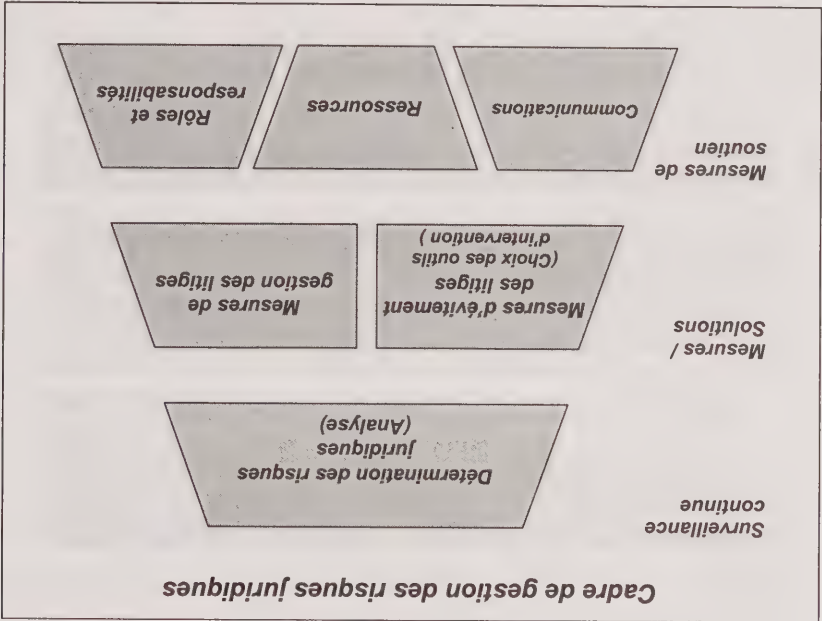 Cadre de gestion des risques juridiques
Surveillance
continue
Détermination des risques
juridiques
(Analyse)
Mesures /
Solutions
Mesures d'évitement
des litiges
(Choix des outils
d'intervention )
Mesures de
gestion des litiges
Mesures de
soutien
Communications
Ressources
Rôles et
responsabilités